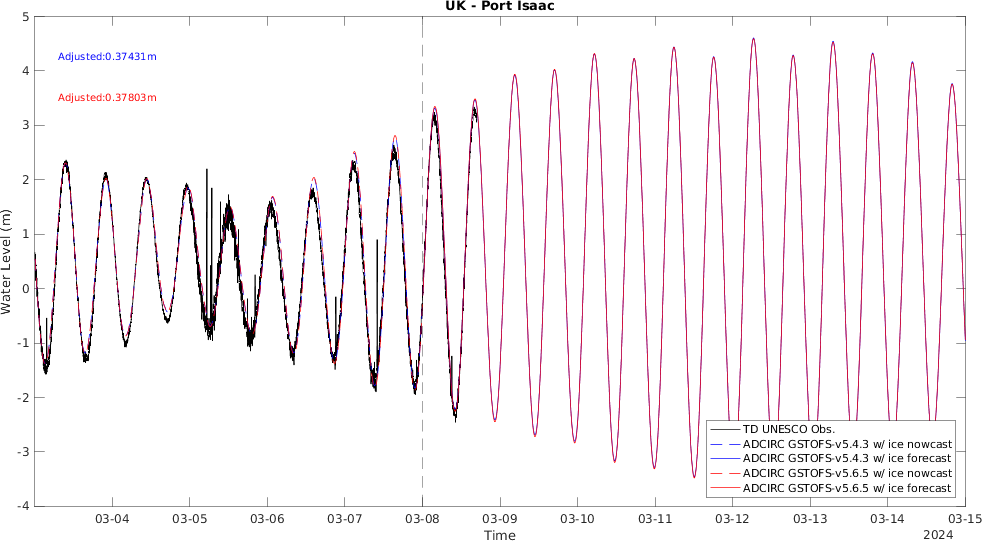 UK - Port Isaac
Adjusted:0.37431m
Adjusted:0.37803m
5
4
3
2
1
0
-1
-2
-3
-4
Water Level (m)
TD UNESCO Obs.
ADCIRC GSTOFS-v5.4.3 w/ ice nowcast
ADCIRC GSTOFS-v5.4.3 w/ ice forecast
ADCIRC GSTOFS-v5.6.5 w/ ice nowcast
ADCIRC GSTOFS-v5.6.5 w/ ice forecast
03-04 03-05 03-06 03-07 03-08 03-09 03-10 03-11 03-12 03-13 03-14 03-15
Time
2024